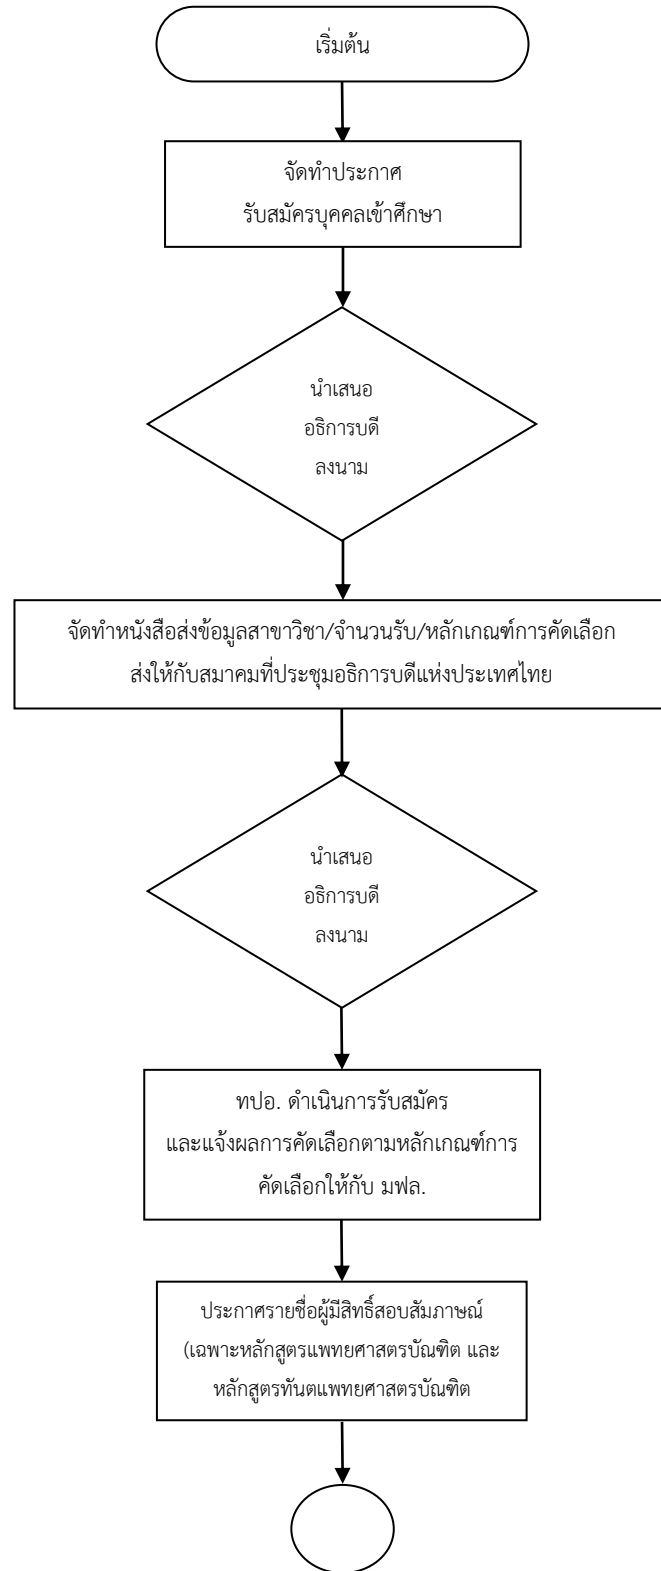 เริ่มต้น
จัดทำประกาศ
รับสมัครบุคคลเข้าศึกษา
นำเสนอ
อธิการบดี
ลงนาม
จัดทำหนังสือส่งข้อมูลสาขาวิชา/จำนวนรับ/หลักเกณฑ์การคัดเลือก
ส่งให้กับสมาคมที่ประชุมอธิการบดีแห่งประเทศไทย
นำเสนอ
อธิการบดี
ลงนาม
ทปอ. ดำเนินการรับสมัคร
และแจ้งผลการคัดเลือกตามหลักเกณฑ์การ
คัดเลือกให้กับ มฟล.
ประกาศรายชื่อผู้มีสิทธิ์สอบสัมภาษณ์
(เฉพาะหลักสูตรแพทยศาสตรบัณฑิต และ
หลักสูตรทันตแพทยศาสตรบัณฑิต